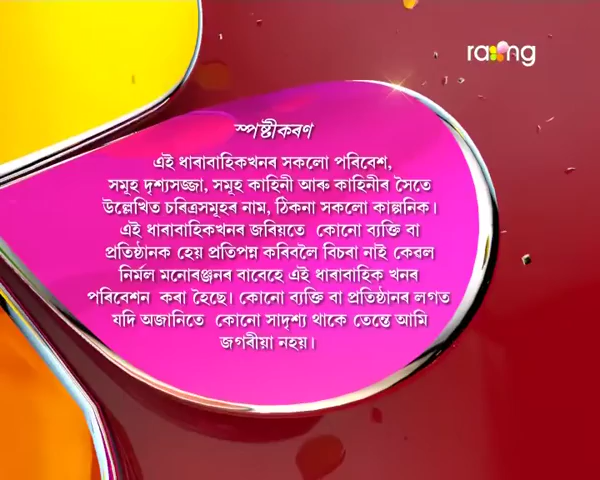 rang
স্পষ্টীকৰণ
এই ধাৰাবাহিকখনৰ সকলো পৰিবেশ,
সমূহ দৃশ্যসজ্জা, সমূহ কাহিনী আৰু কাহিনীৰ সৈতে
উল্লেখিত চৰিত্ৰসমূহৰ নাম, ঠিকনা সকলো কাল্পনিক।
এই ধাৰাবাহিকখনৰ জৰিয়তে কোনো ব্যক্তি বা
প্ৰতিষ্ঠানক হেয় প্ৰতিপন্ন কৰিবলৈ বিচৰা নাই কেৱল
নিৰ্মল মনোৰঞ্জনৰ বাবেহে এই ধাৰাবাহিক খনৰ
পৰিবেশন কৰা হৈছে। কোনো ব্যক্তি বা প্ৰতিষ্ঠানৰ লগত
যদি অজানিতে কোনো সাদৃশ্য থাকে তেন্তে আমি
জগৰীয়া নহয়।